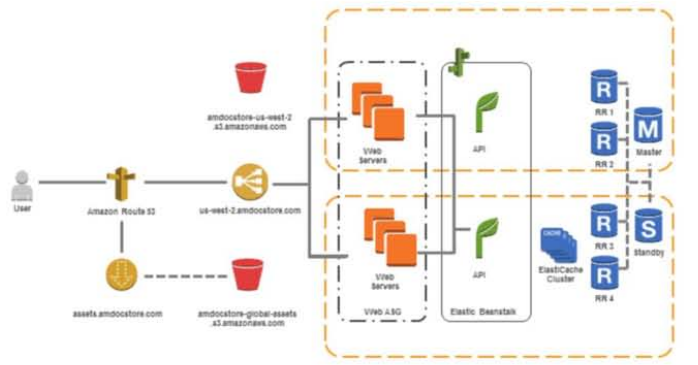 amdocstore-us-west-2
.s3.amazonaws.com
User
Amazon Route 53
us-west-2.amdocstore.com
assets.amdocstore.com
amdocstore-global-assets
.s3.amazonaws.com
Web
Servers
Web
Servers
Web ASG
API
API
Elastic Beanstalk
CACHE
ElastiCache
Cluster
R
RR 1
R
RR 2
M
Master
R
RR 3
S
Standby
R
RR 4